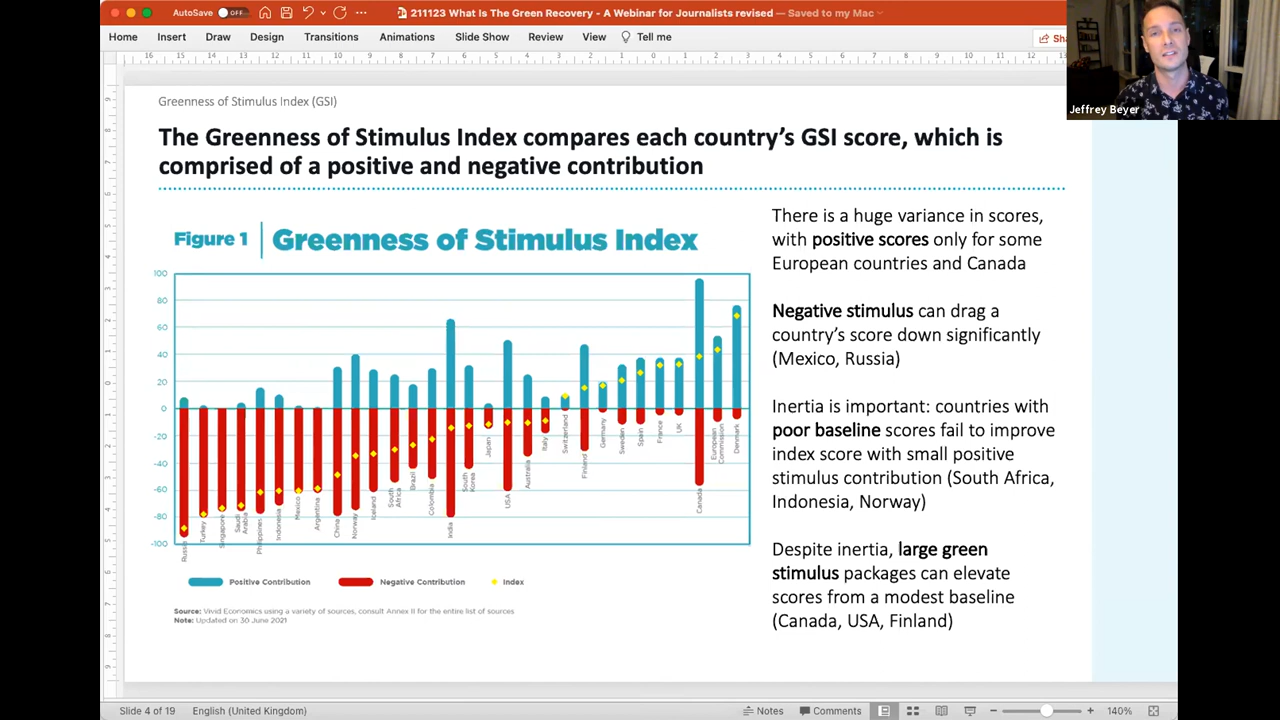 AutoSave OFF
211123 What Is The Green Recovery - A Webinar for Journalists revised — Saved to my Mac
Home Insert Draw Design Transitions Animations Slide Show Review View Tell me
Jeffrey Beyer
Greenness of Stimulus Index (GSI)
The Greenness of Stimulus Index compares each country's GSI score, which is
comprised of a positive and negative contribution
Figure 1 Greenness of Stimulus Index
100
80
60
40
20
0
-20
-40
-60
-80
-100
Russia
Turkey
Singapore
Saudi Arabia
Philippines
Indonesia
Mexico
Argentina
China
Norway
Iceland
South Africa
Brazil
Colombia
India
South Korea
Japan
USA
Australia
Italy
Switzerland
Finland
Germany
Sweden
Spain
France
UK
Canada
European Commission
Denmark
Positive Contribution Negative Contribution Index
Source: Vivid Economics using a variety of sources, consult Annex II for the entire list of sources
Note: Updated on 30 June 2021
There is a huge variance in scores,
with positive scores only for some
European countries and Canada
Negative stimulus can drag a
country's score down significantly
(Mexico, Russia)
Inertia is important: countries with
poor baseline scores fail to improve
index score with small positive
stimulus contribution (South Africa,
Indonesia, Norway)
Despite inertia, large green
stimulus packages can elevate
scores from a modest baseline
(Canada, USA, Finland)
Slide 4 of 19 English (United Kingdom) Notes Comments 140%